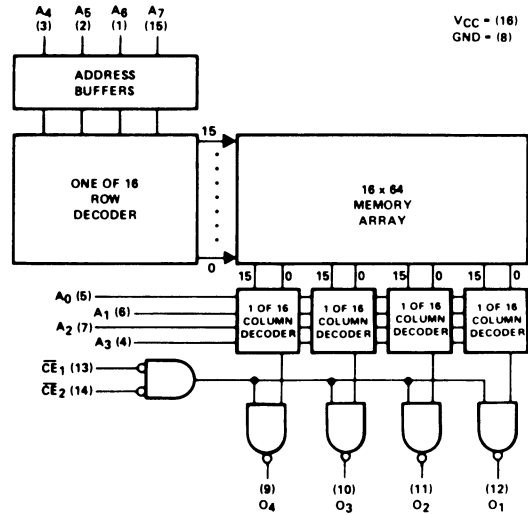 A4 A5 A6 A7
(3) (2) (1) (15)
VCC = (16)
GND = (8)
ADDRESS
BUFFERS
15
ONE OF 16
ROW
DECODER
16 x 64
MEMORY
ARRAY
0
15 0 15 0 15 0 15 0
A0 (5)
A1 (6)
A2 (7)
A3 (4)
1 OF 16
COLUMN
DECODER
1 OF 16
COLUMN
DECODER
1 OF 16
COLUMN
DECODER
1 OF 16
COLUMN
DECODER
C̅E̅1 (13)
C̅E̅2 (14)
(9) (10) (11) (12)
O4 O3 O2 O1